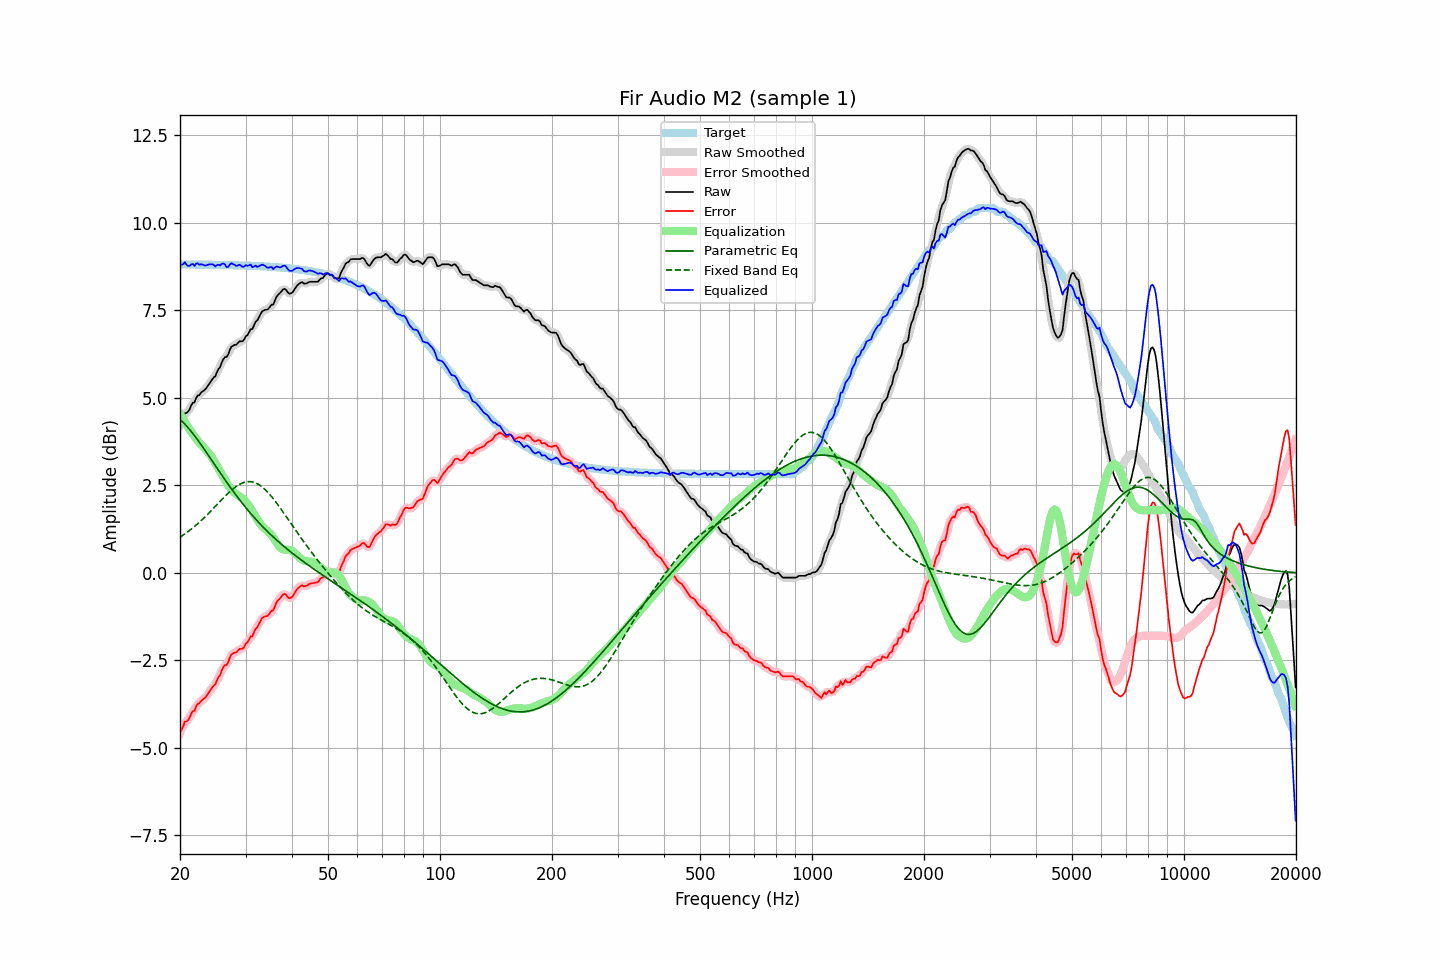 Fir Audio M2 (sample 1)
Target
Raw Smoothed
Error Smoothed
Raw
Error
Equalization
Parametric Eq
Fixed Band Eq
Equalized
Amplitude (dBr)
12.5
10.0
7.5
5.0
2.5
0.0
−2.5
−5.0
−7.5
20 50 100 200 500 1000 2000 5000 10000 20000
Frequency (Hz)